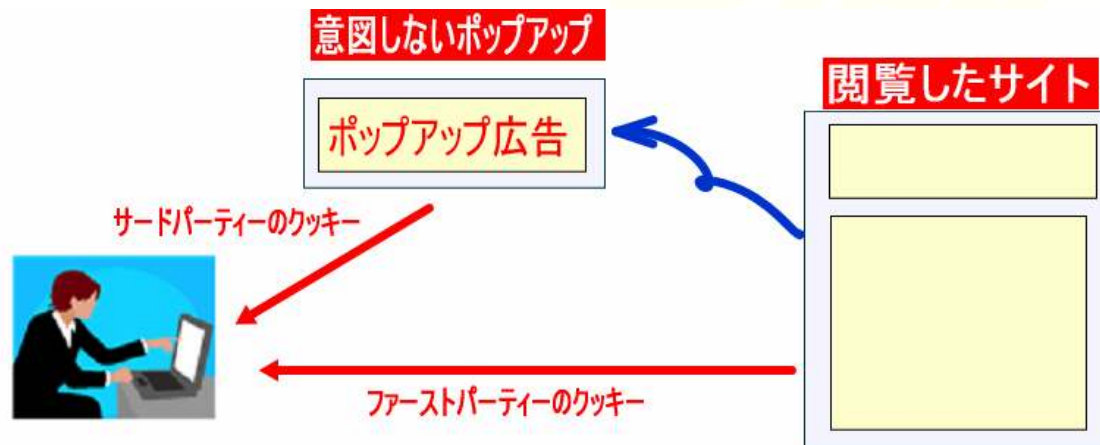 意図しないポップアップ
閲覧したサイト
ポップアップ広告
サードパーティーのクッキー
ファーストパーティーのクッキー